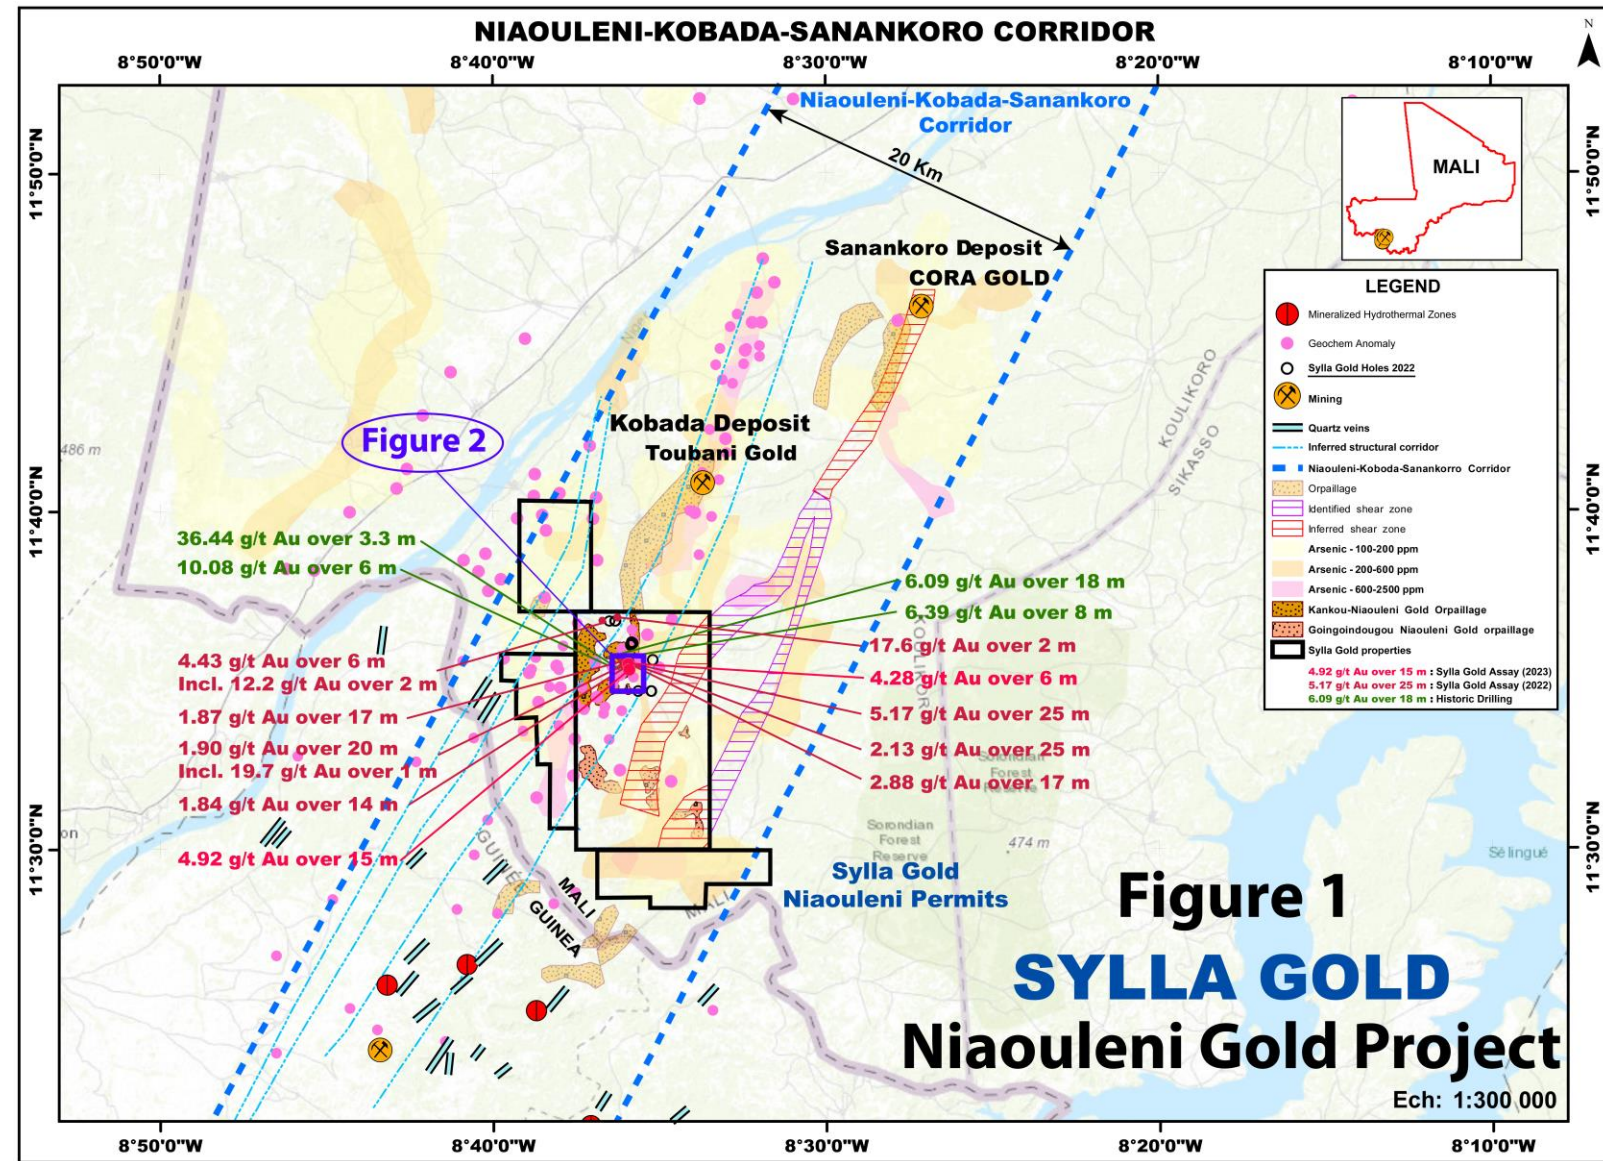 NIAOULENI-KOBADA-SANANKORO CORRIDOR
N
8°50'0"W
8°40'0"W
8°30'0"W
8°20'0"W
8°10'0"W
11°50'0"N
11°40'0"N
11°30'0"N
11°50'0"N
11°40'0"N
11°30'0"N
Niaouleni-Kobada-Sanankoro
Corridor
20 Km
MALI
Sanankoro Deposit
CORA GOLD
Kobada Deposit
Toubani Gold
Figure 2
486 m
KOULIKORO
SIKASSO
36.44 g/t Au over 3.3 m
10.08 g/t Au over 6 m
4.43 g/t Au over 6 m
Incl. 12.2 g/t Au over 2 m
1.87 g/t Au over 17 m
1.90 g/t Au over 20 m
Incl. 19.7 g/t Au over 1 m
1.84 g/t Au over 14 m
4.92 g/t Au over 15 m
6.09 g/t Au over 18 m
6.39 g/t Au over 8 m
17.6 g/t Au over 2 m
4.28 g/t Au over 6 m
5.17 g/t Au over 25 m
2.13 g/t Au over 25 m
2.88 g/t Au over 17 m
LEGEND
Mineralized Hydrothermal Zones
Geochem Anomaly
Sylla Gold Holes 2022
Mining
Quartz veins
Inferred structural corridor
Niaouleni-Koboda-Sanankorro Corridor
Orpaillage
Identified shear zone
Inferred shear zone
Arsenic - 100-200 ppm
Arsenic - 200-600 ppm
Arsenic - 600-2500 ppm
Kankou-Niaouleni Gold Orpaillage
Goingoindougou Niaouleni Gold orpaillage
Sylla Gold properties
4.92 g/t Au over 15 m : Sylla Gold Assay (2023)
5.17 g/t Au over 25 m : Sylla Gold Assay (2022)
6.09 g/t Au over 18 m : Historic Drilling
Forest
Sorondian
Forest
Reserve
474 m
Sélingué
Sylla Gold
Niaouleni Permits
MALI
GUINEA
MALI
Figure 1
SYLLA GOLD
Niaouleni Gold Project
Ech: 1:300 000
8°50'0"W
8°40'0"W
8°30'0"W
8°20'0"W
8°10'0"W